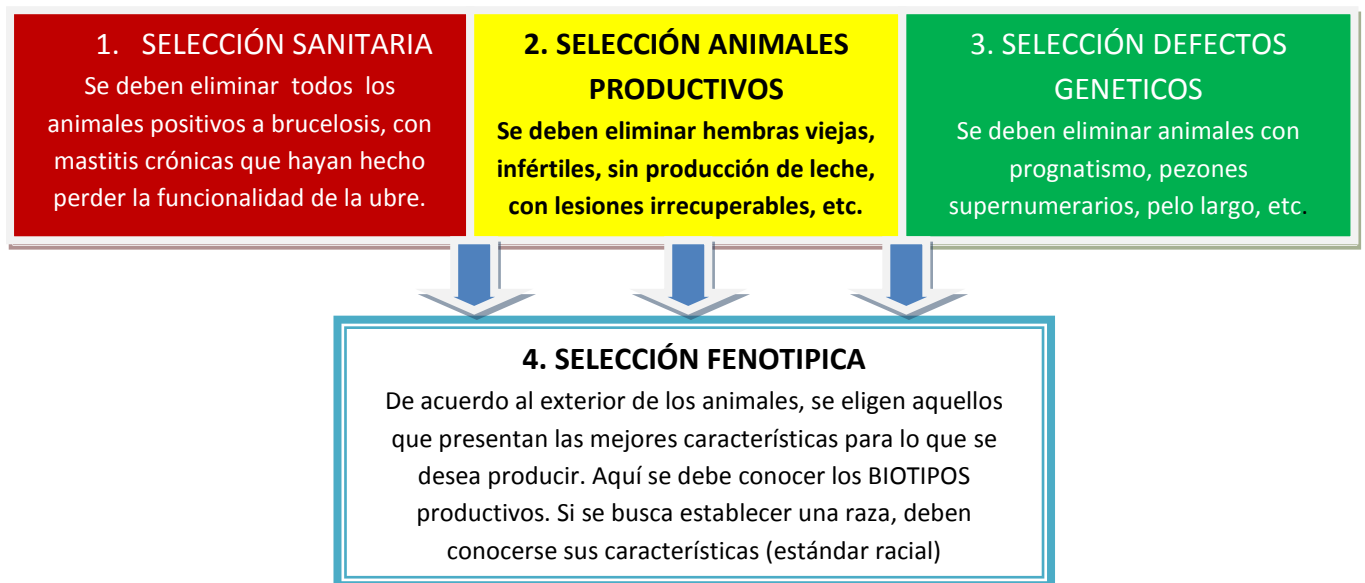 1. SELECCIÓN SANITARIA
Se deben eliminar todos los
animales positivos a brucelosis, con
mastitis crónicas que hayan hecho
perder la funcionalidad de la ubre.
2. SELECCIÓN ANIMALES
PRODUCTIVOS
Se deben eliminar hembras viejas,
infértiles, sin producción de leche,
con lesiones irrecuperables, etc.
3. SELECCIÓN DEFECTOS
GENETICOS
Se deben eliminar animales con
prognatismo, pezones
supernumerarios, pelo largo, etc.
4. SELECCIÓN FENOTIPICA
De acuerdo al exterior de los animales, se eligen aquellos
que presentan las mejores características para lo que se
desea producir. Aquí se debe conocer los BIOTIPOS
productivos. Si se busca establecer una raza, deben
conocerse sus características (estándar racial)